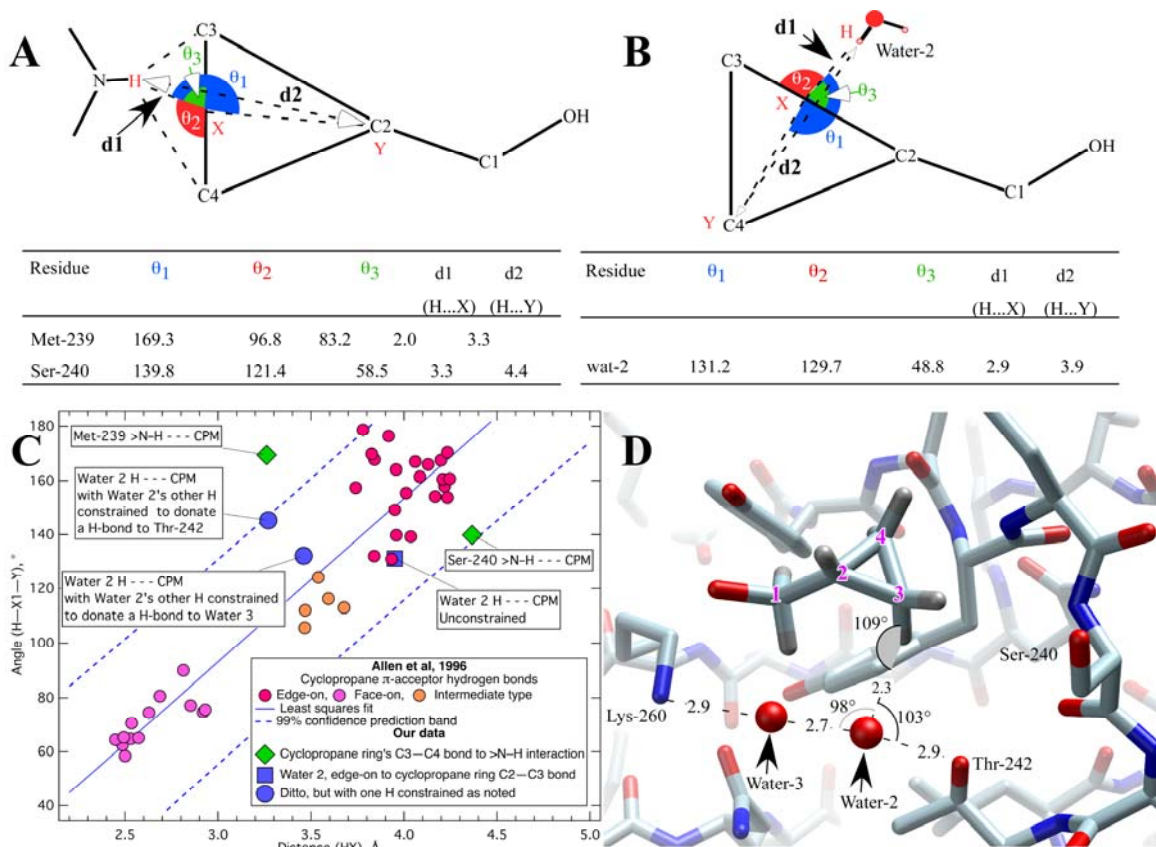 A
C3
θ3
θ1
N
H
d2
θ2
X
C2
Y
OH
d1
C4
C1
Residue θ1 θ2 θ3 d1 d2
(H...X) (H...Y)
Met-239 169.3 96.8 83.2 2.0 3.3
Ser-240 139.8 121.4 58.5 3.3 4.4
B
d1
H
Water-2
C3
θ2
X
θ3
θ1
d2
C2
OH
C1
Y
C4
Residue θ1 θ2 θ3 d1 d2
(H...X) (H...Y)
wat-2 131.2 129.7 48.8 2.9 3.9
C
Angle (H—X1—Y), °
180
160
140
120
100
80
60
40
Met-239 >N–H - - - CPM
Water 2 H - - - CPM
with Water 2's other H
constrained to donate
a H-bond to Thr-242
Water 2 H - - - CPM
with Water 2's other H constrained
to donate a H-bond to Water 3
Ser-240 >N–H - - - CPM
Water 2 H - - - CPM
Unconstrained
Allen et al, 1996
Cyclopropane π-acceptor hydrogen bonds
Edge-on, Face-on, Intermediate type
Least squares fit
99% confidence prediction band
Our data
Cyclopropane ring's C3—C4 bond to >N–H interaction
Water 2, edge-on to cyclopropane ring C2—C3 bond
Ditto, but with one H constrained as noted
2.5 3.0 3.5 4.0 4.5 5.0
D
4
2
1
3
109°
Ser-240
2.3
Lys-260
2.9
98°
2.7
103°
2.9
Thr-242
Water-3
Water-2